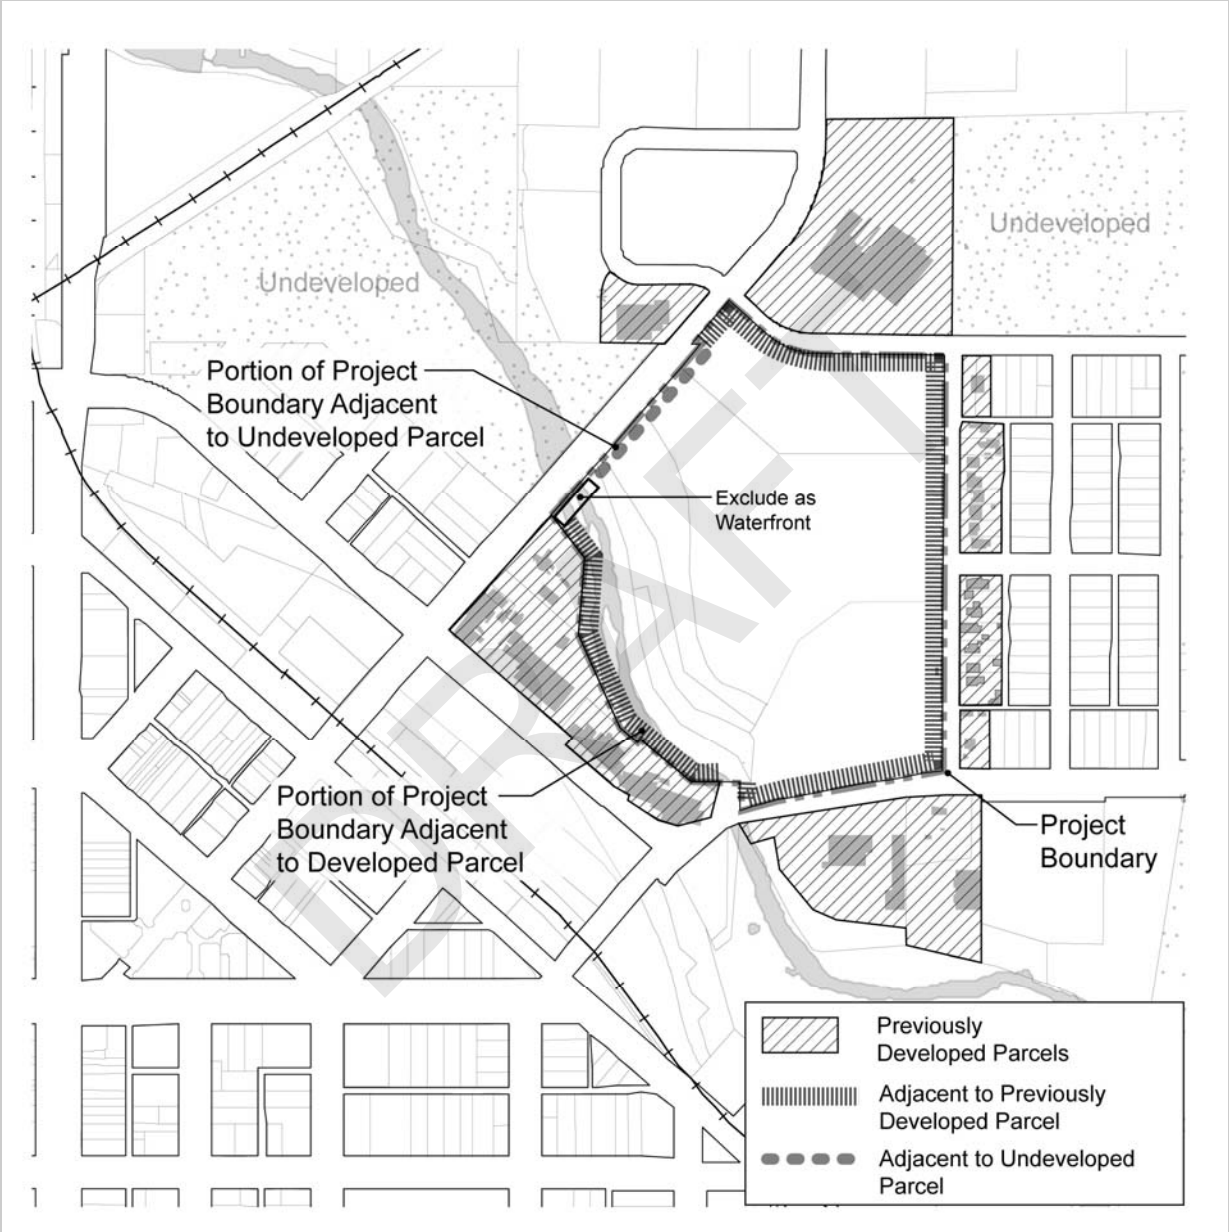 Undeveloped
Undeveloped
Portion of Project
Boundary Adjacent
to Undeveloped Parcel
Exclude as
Waterfront
DRAFT
Portion of Project
Boundary Adjacent
to Developed Parcel
Project
Boundary
Previously
Developed Parcels
Adjacent to Previously
Developed Parcel
Adjacent to Undeveloped
Parcel